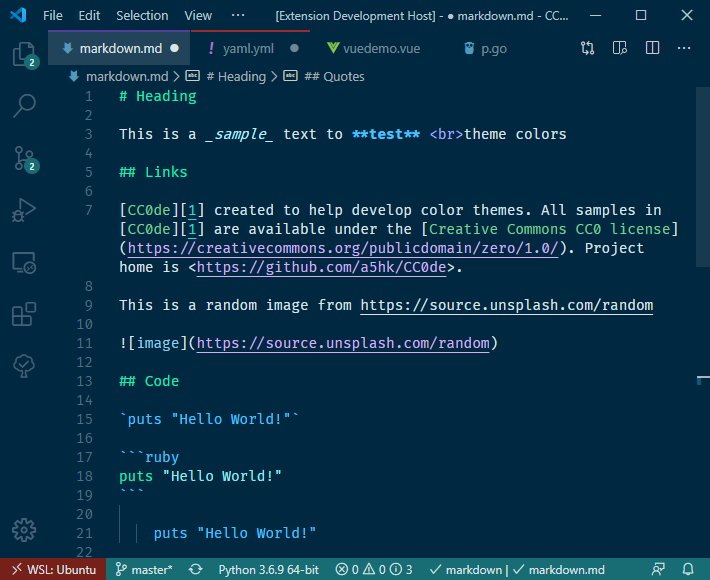 File Edit Selection View ··· [Extension Development Host] - ● markdown.md - CC...
markdown.md ● ! yaml.yml ● vuedemo.vue p.go ···
markdown.md > # Heading > ## Quotes
1 # Heading
2
3 This is a _sample_ text to **test** <br>theme colors
4
5 ## Links
6
7 [CC0de][1] created to help develop color themes. All samples in
[CC0de][1] are available under the [Creative Commons CC0 license]
(https://creativecommons.org/publicdomain/zero/1.0/). Project
home is <https://github.com/a5hk/CC0de>.
8
9 This is a random image from https://source.unsplash.com/random
10
11 ![image](https://source.unsplash.com/random)
12
13 ## Code
14
15 `puts "Hello World!"`
16
17 ```ruby
18 puts "Hello World!"
19 ```
20
21 puts "Hello World!"
22
2
2
WSL: Ubuntu master* Python 3.6.9 64-bit 0 0 3 markdown | markdown.md